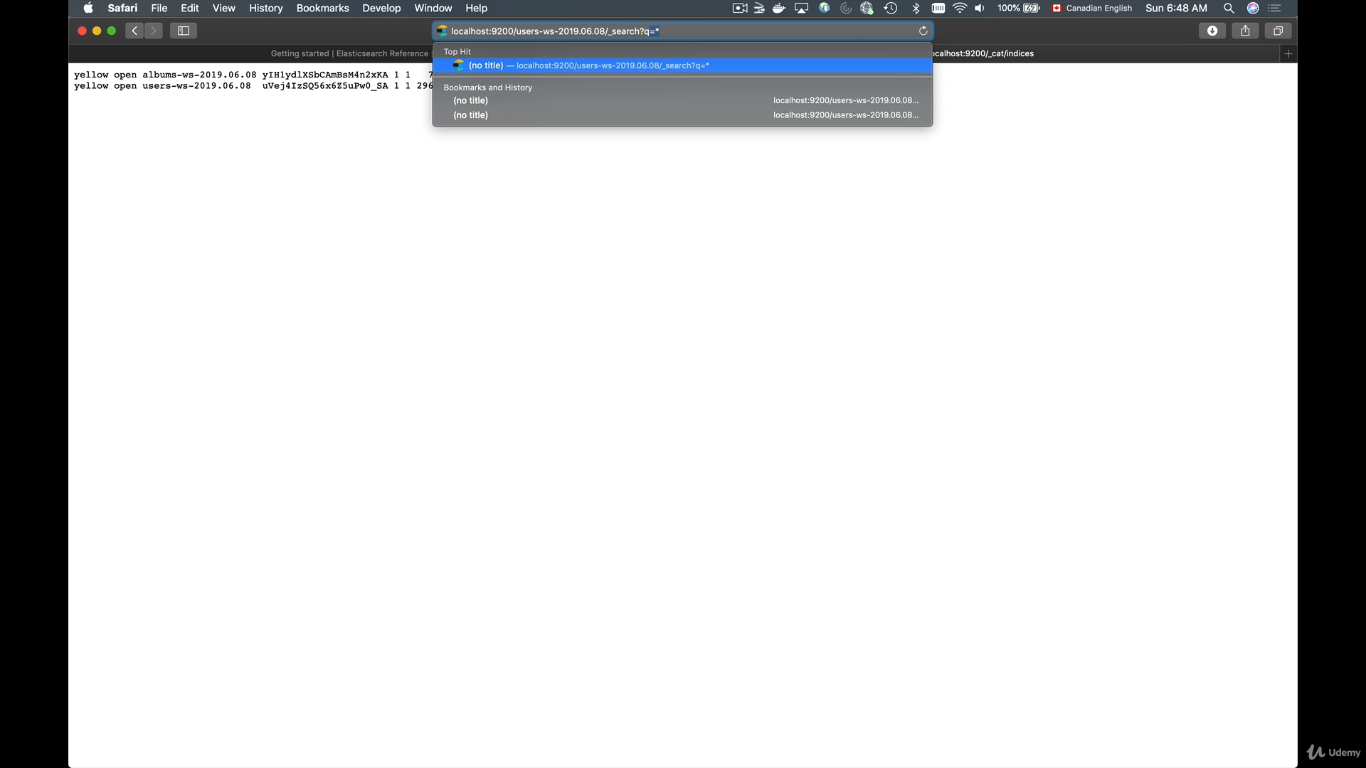 Safari File Edit View History Bookmarks Develop Window Help 100% Canadian English Sun 6:48 AM
localhost:9200/users-ws-2019.06.08/_search?q=*
Getting started | Elasticsearch Reference
localhost:9200/_cat/indices
Top Hit
(no title) — localhost:9200/users-ws-2019.06.08/_search?q=*
Bookmarks and History
(no title) localhost:9200/users-ws-2019.06.08...
(no title) localhost:9200/users-ws-2019.06.08...
yellow open albums-ws-2019.06.08 yIH1ydlXSbCAmBsM4n2xKA 1 1 7
yellow open users-ws-2019.06.08 uVej4IzSQ56x6Z5uPw0_SA 1 1 296
Udemy